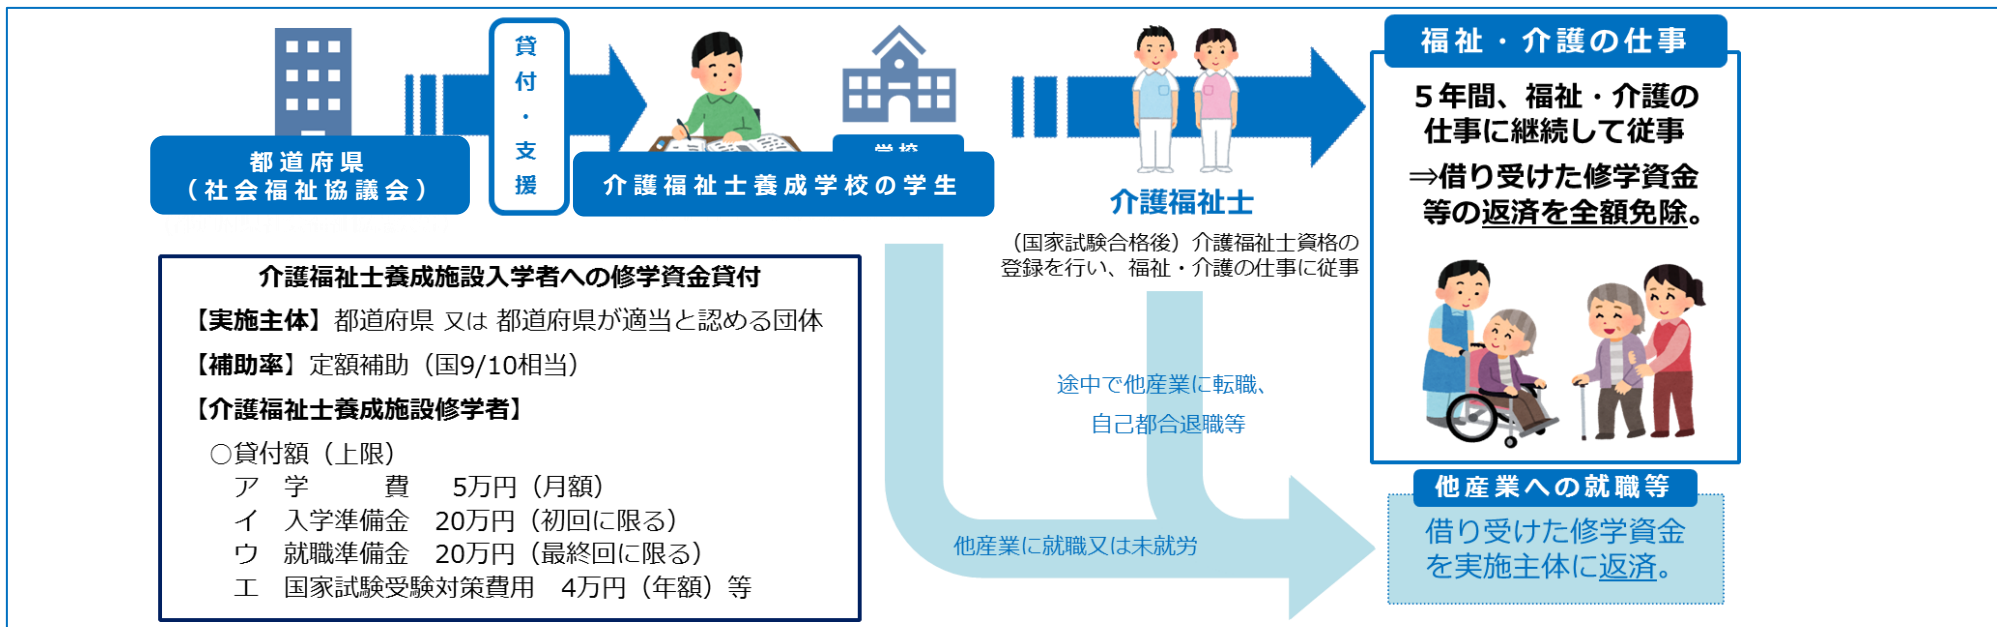 都道府県
（社会福祉協議会）
貸付・支援
学校
介護福祉士養成学校の学生
介護福祉士
（国家試験合格後）介護福祉士資格の
登録を行い、福祉・介護の仕事に従事
福祉・介護の仕事
５年間、福祉・介護の
仕事に継続して従事
⇒借り受けた修学資金
等の返済を全額免除。
介護福祉士養成施設入学者への修学資金貸付
【実施主体】都道府県 又は 都道府県が適当と認める団体
【補助率】定額補助（国9/10相当）
【介護福祉士養成施設修学者】
○貸付額（上限）
ア　学　　　費　5万円（月額）
イ　入学準備金　20万円（初回に限る）
ウ　就職準備金　20万円（最終回に限る）
エ　国家試験受験対策費用　4万円（年額）等
途中で他産業に転職、
自己都合退職等
他産業に就職又は未就労
他産業への就職等
借り受けた修学資金
を実施主体に返済。